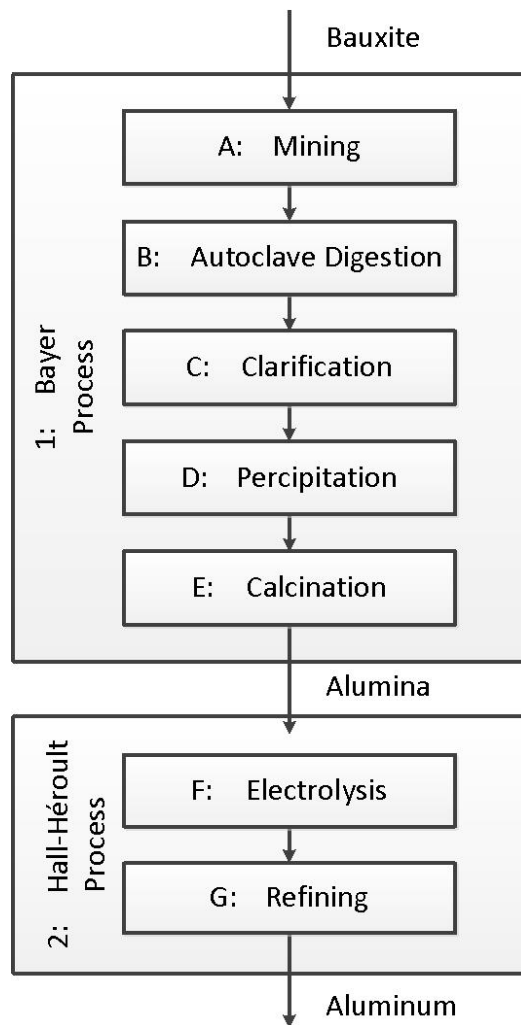 Bauxite
A: Mining
B: Autoclave Digestion
C: Clarification
D: Percipitation
E: Calcination
1: Bayer
Process
Alumina
F: Electrolysis
G: Refining
2: Hall-Héroult
Process
Aluminum